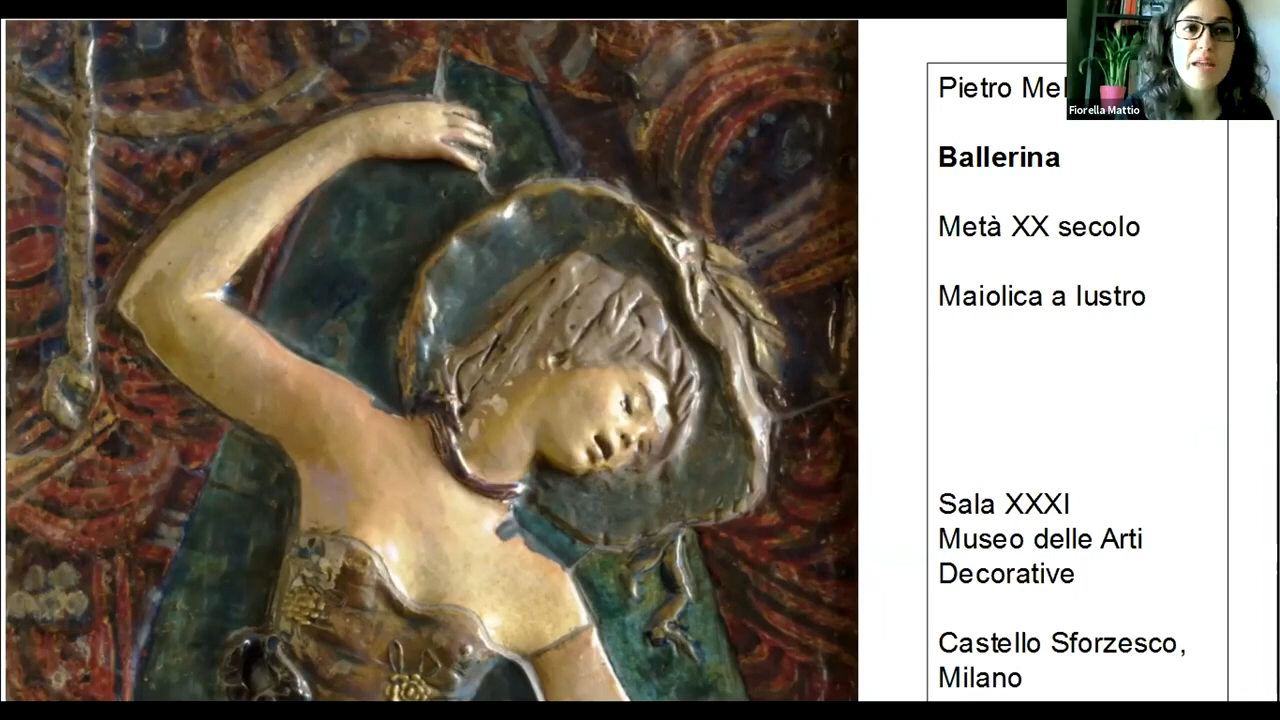 Pietro Mel
Fiorella Mattio
Ballerina
Metà XX secolo
Maiolica a lustro
Sala XXXI
Museo delle Arti
Decorative
Castello Sforzesco,
Milano